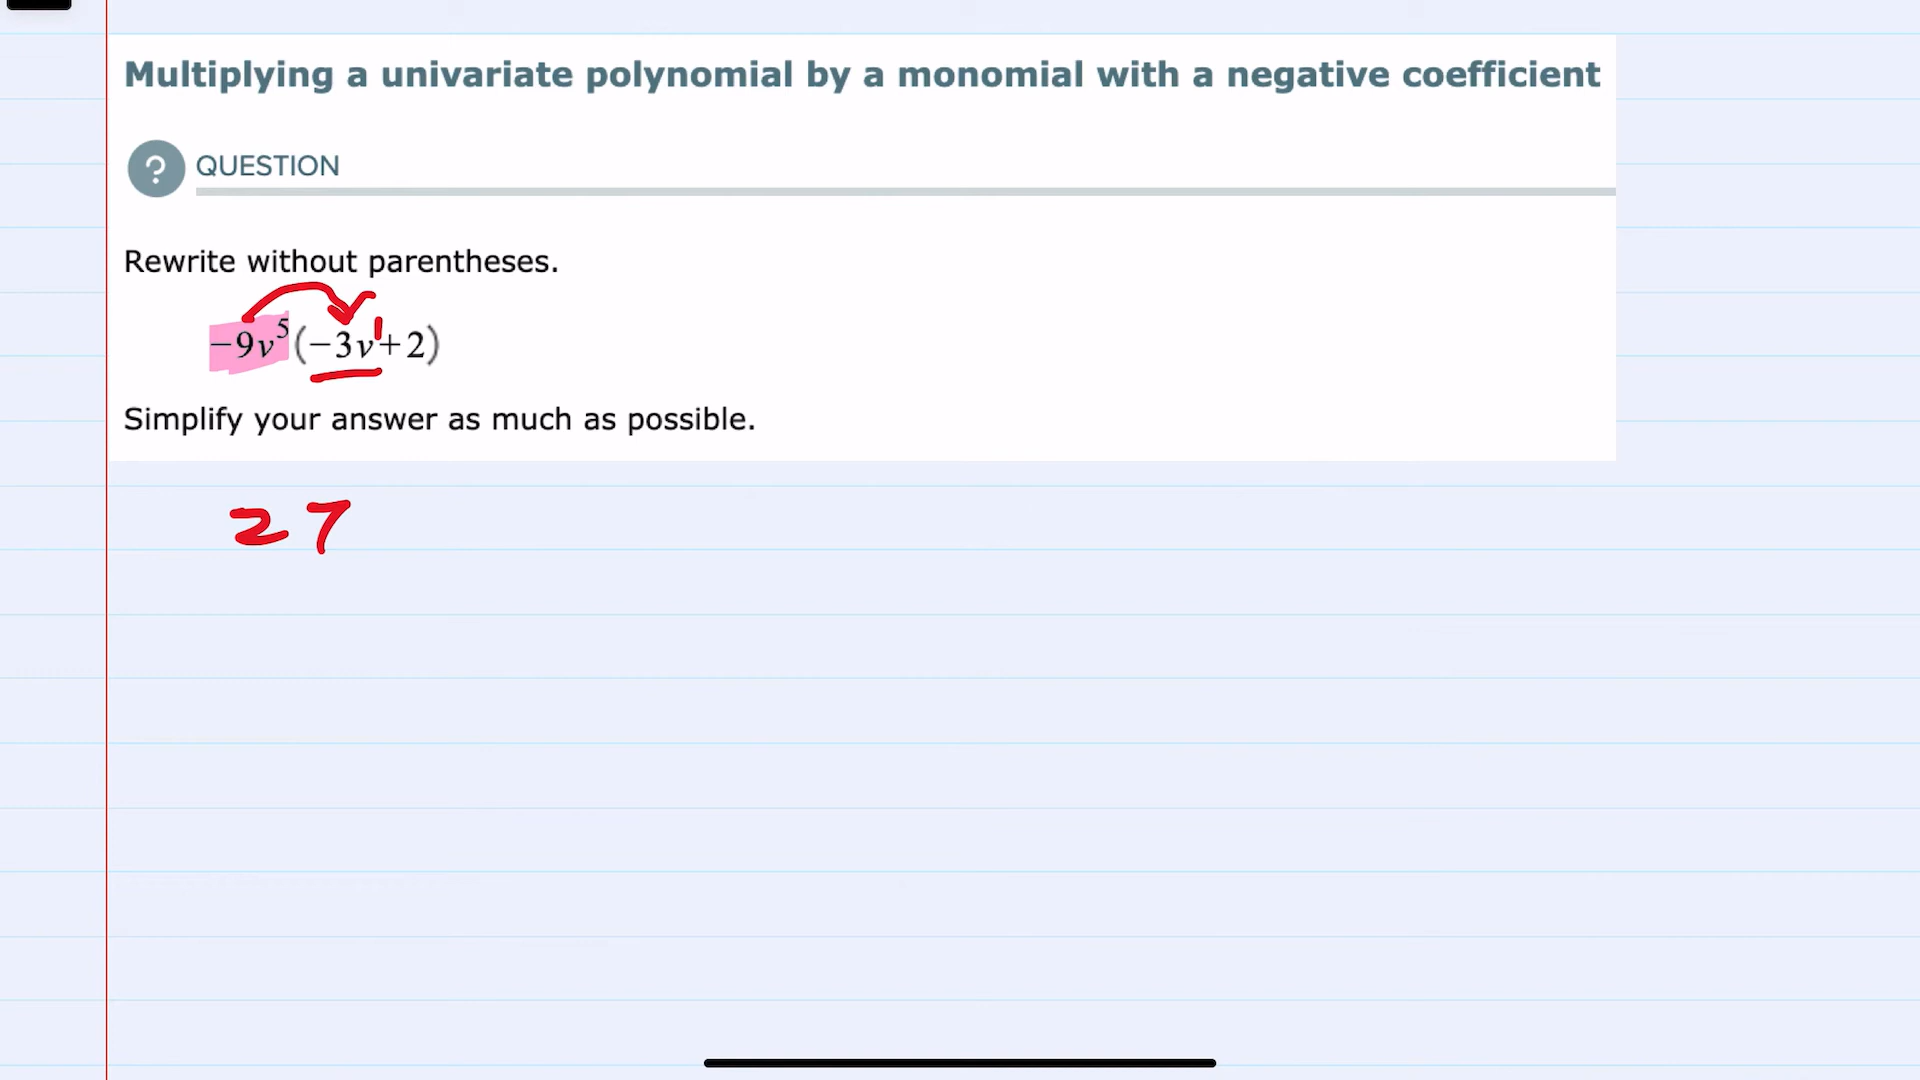 Multiplying a univariate polynomial by a monomial with a negative coefficient
? QUESTION
Rewrite without parentheses.
−9v⁵(−3v¹+2)
Simplify your answer as much as possible.
27